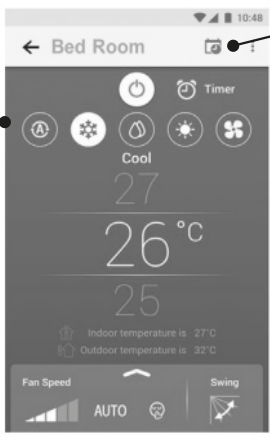 10:48
Bed Room
Timer
A
Cool
27
26°C
25
Indoor temperature is 27°C
Outdoor temperature is 32°C
Fan Speed
Swing
AUTO